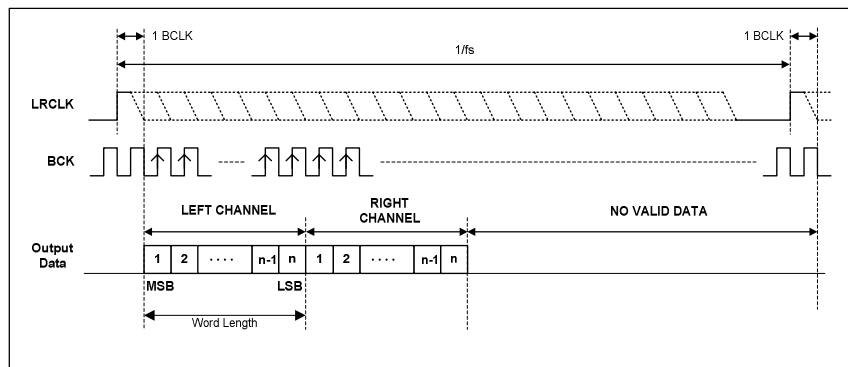 1 BCLK 1 BCLK
1/fs
LRCLK
BCK
LEFT CHANNEL RIGHT CHANNEL NO VALID DATA
Output Data 1 2 · · · · n-1 n 1 2 · · · · n-1 n
MSB LSB
Word Length